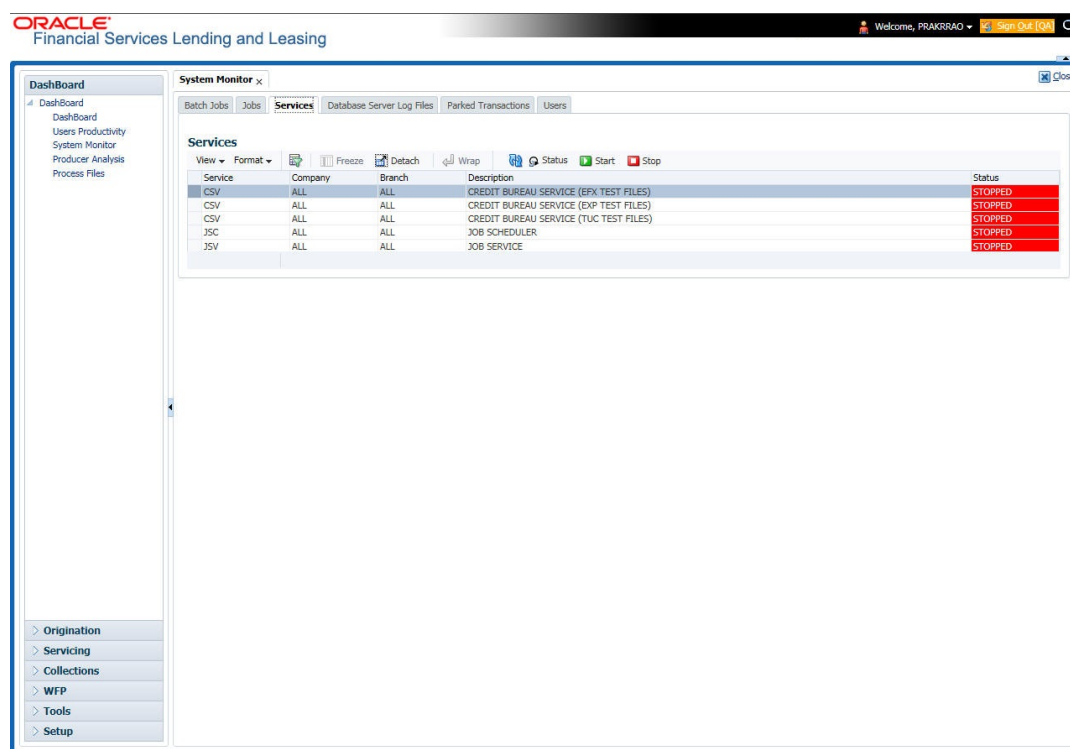 ORACLE
Financial Services Lending and Leasing
Welcome, PRAKRRAO
Sign Out [QA]
DashBoard
DashBoard
DashBoard
Users Productivity
System Monitor
Producer Analysis
Process Files
System Monitor
Clos
Batch Jobs Jobs Services Database Server Log Files Parked Transactions Users
Services
View Format Freeze Detach Wrap Status Start Stop
Service Company Branch Description Status
CSV ALL ALL CREDIT BUREAU SERVICE (EFX TEST FILES) STOPPED
CSV ALL ALL CREDIT BUREAU SERVICE (EXP TEST FILES) STOPPED
CSV ALL ALL CREDIT BUREAU SERVICE (TUC TEST FILES) STOPPED
JSC ALL ALL JOB SCHEDULER STOPPED
JSV ALL ALL JOB SERVICE STOPPED
Origination
Servicing
Collections
WFP
Tools
Setup